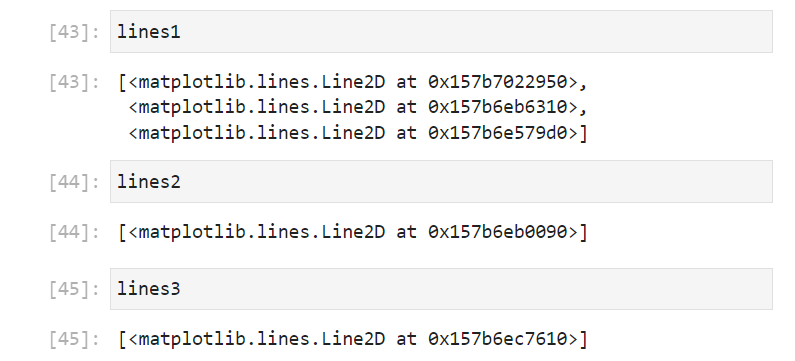 [43]: lines1
[43]: [<matplotlib.lines.Line2D at 0x157b7022950>,
<matplotlib.lines.Line2D at 0x157b6eb6310>,
<matplotlib.lines.Line2D at 0x157b6e579d0>]
[44]: lines2
[44]: [<matplotlib.lines.Line2D at 0x157b6eb0090>]
[45]: lines3
[45]: [<matplotlib.lines.Line2D at 0x157b6ec7610>]